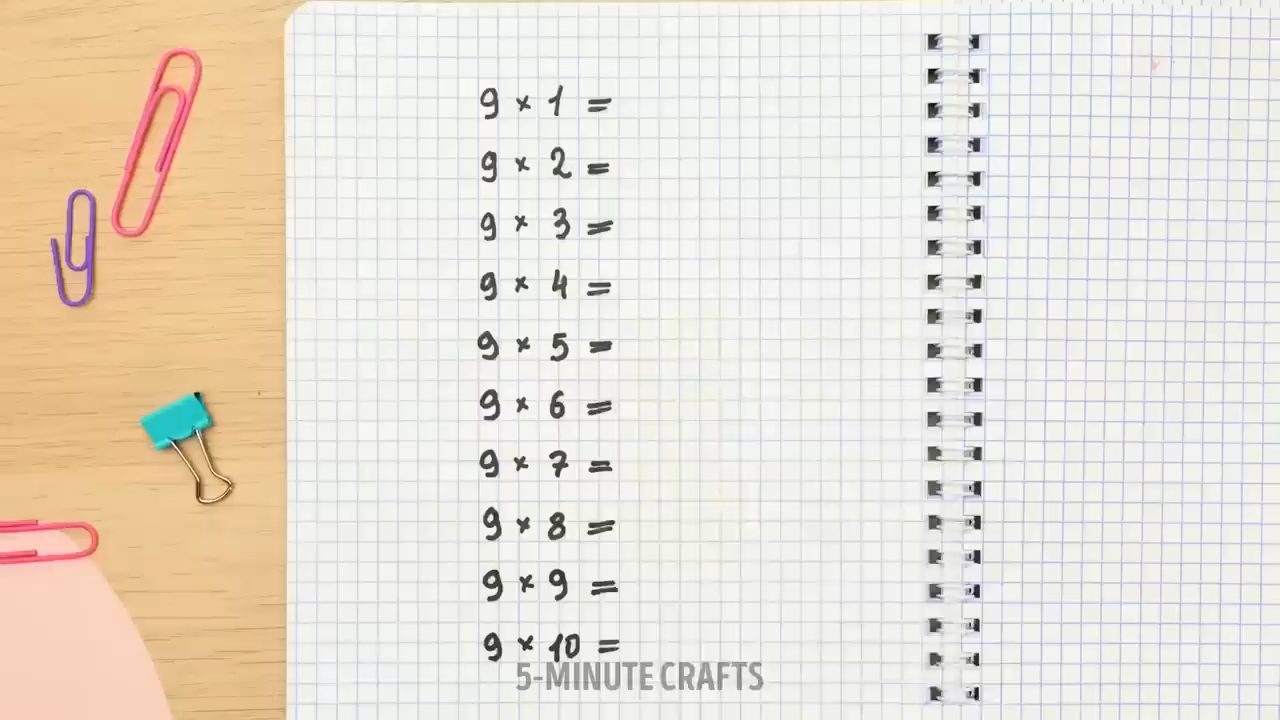 9 × 1 =
9 × 2 =
9 × 3 =
9 × 4 =
9 × 5 =
9 × 6 =
9 × 7 =
9 × 8 =
9 × 9 =
9 × 10 =
5-MINUTE CRAFTS